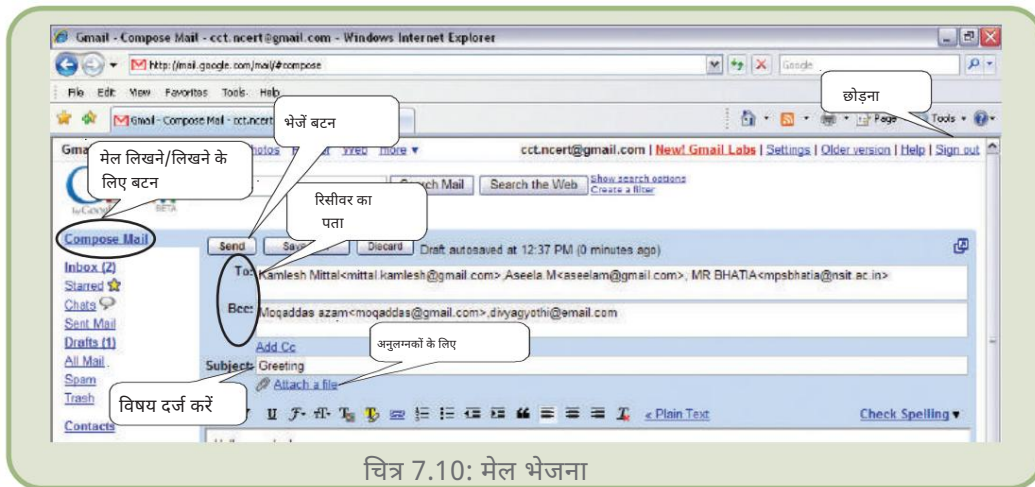 Gmail - Compose Mail - cct.ncert@gmail.com - Windows Internet Explorer
http://mail.google.com/mail/#compose
Google
File Edit View Favorites Tools Help
छोड़ना
Gmail - Compose Mail - cct.ncert
भेजें बटन
Page Tools
more
cct.ncert@gmail.com | New! Gmail Labs | Settings | Older version | Help | Sign out
मेल लिखने/लिखने के
लिए बटन
Search Mail Search the Web Show search options
Create a filter
by Google BETA
रिसीवर का
पता
Compose Mail
Send Discard Draft autosaved at 12:37 PM (0 minutes ago)
Inbox (2)
To: Kamlesh Mittal<mittal.kamlesh@gmail.com>,Aseela M<aseelam@gmail.com>, MR BHATIA<mpsbhatia@nsit.ac.in>
Starred
Chats
Bcc: Moqaddas azam<moqaddas@gmail.com>,divyagyothi@email.com
Sent Mail
Drafts (1)
Add Cc
अनुलग्नकों के लिए
All Mail
Subject: Greeting
Spam
Attach a file
Trash
विषय दर्ज करें
« Plain Text Check Spelling
Contacts
चित्र 7.10: मेल भेजना